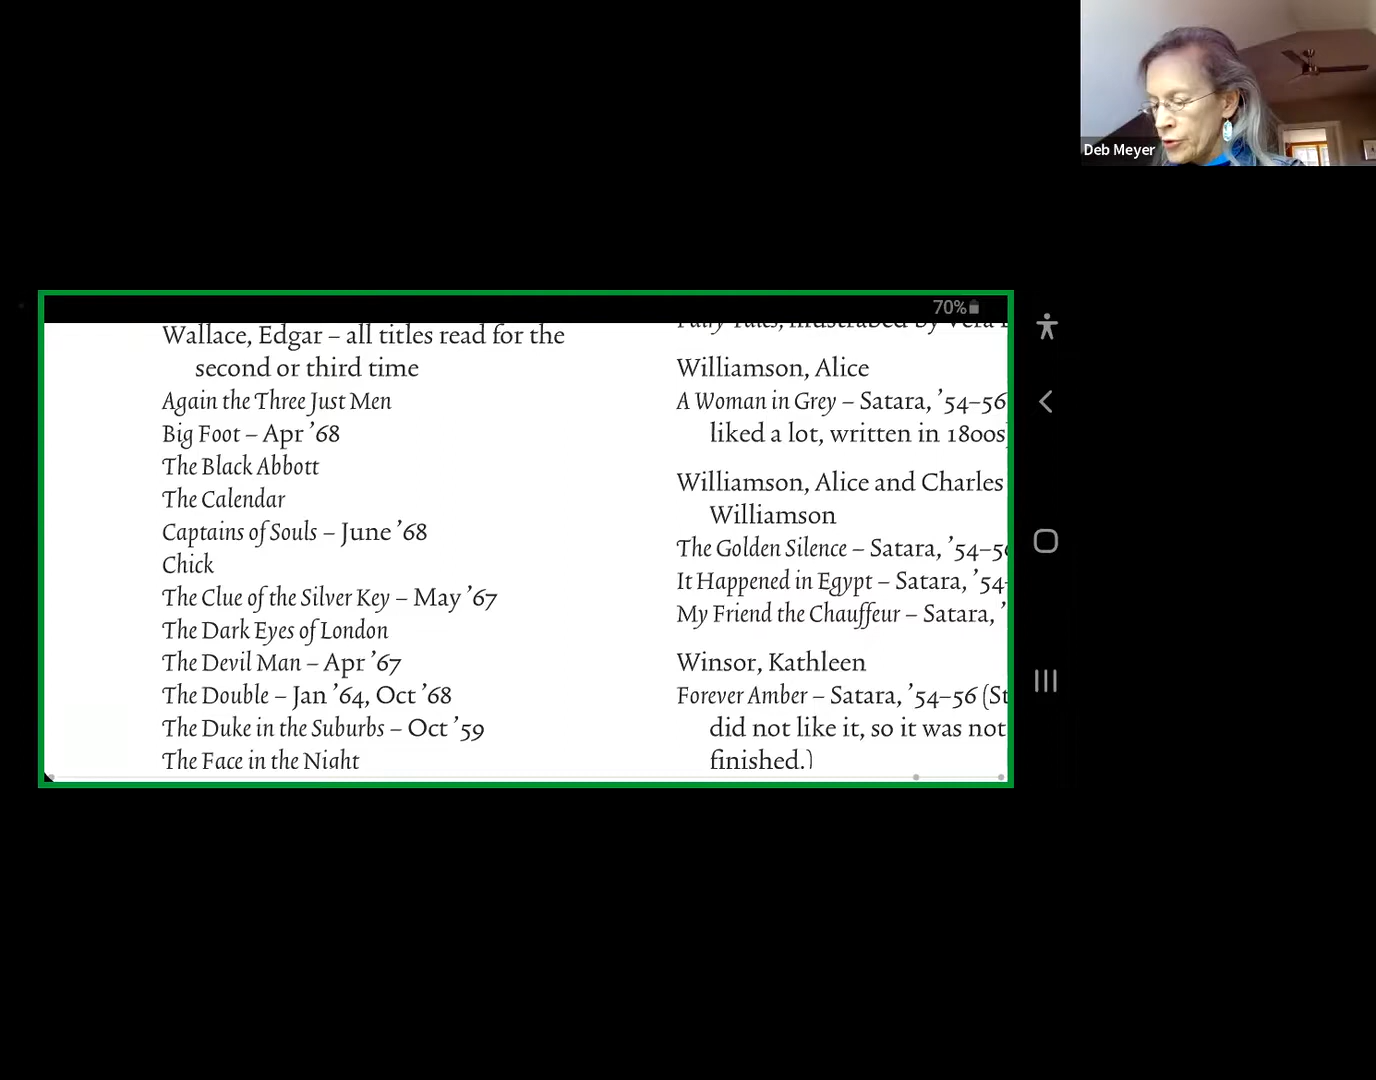 Deb Meyer
70%
Wallace, Edgar – all titles read for the
second or third time
Again the Three Just Men
Big Foot – Apr ’68
The Black Abbott
The Calendar
Captains of Souls – June ’68
Chick
The Clue of the Silver Key – May ’67
The Dark Eyes of London
The Devil Man – Apr ’67
The Double – Jan ’64, Oct ’68
The Duke in the Suburbs – Oct ’59
The Face in the Night
Fairy Tales, illustrated by Vera
Williamson, Alice
A Woman in Grey – Satara, ’54–56
liked a lot, written in 1800s
Williamson, Alice and Charles
Williamson
The Golden Silence – Satara, ’54–56
It Happened in Egypt – Satara, ’54–
My Friend the Chauffeur – Satara, ’
Winsor, Kathleen
Forever Amber – Satara, ’54–56 (St
did not like it, so it was not
finished.)